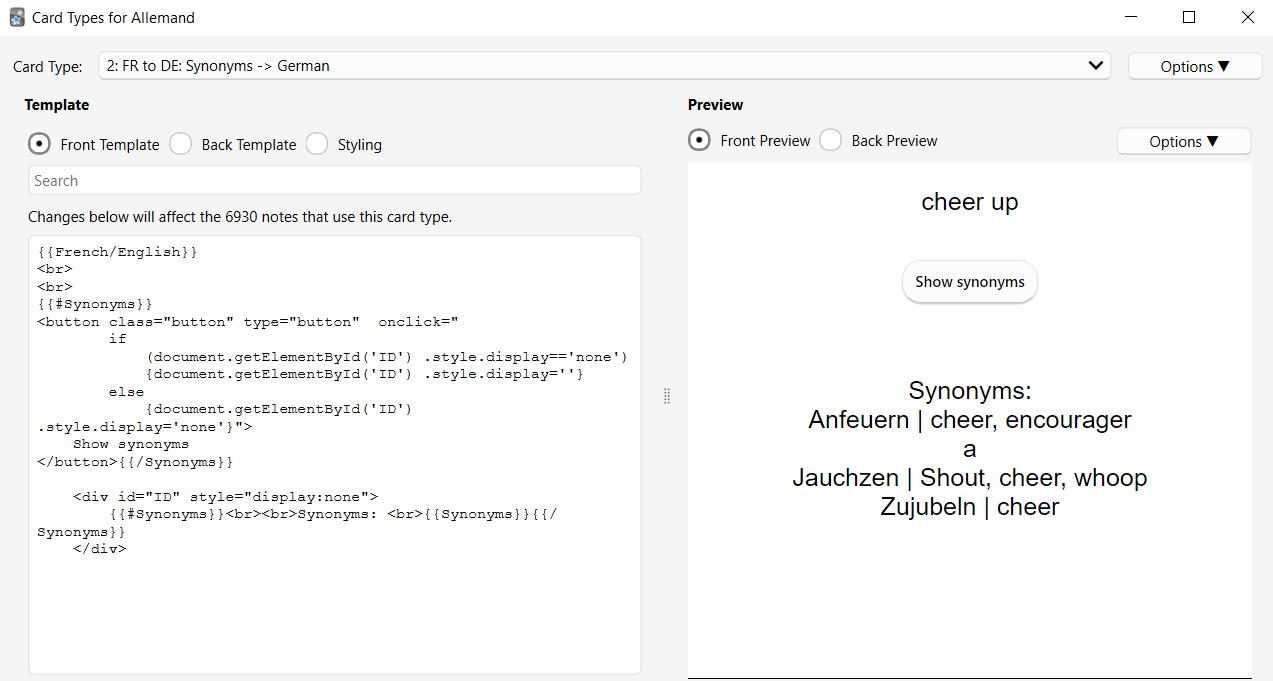 Card Types for Allemand
Card Type:
2: FR to DE: Synonyms -> German
Options ▼
Template
Front Template
Back Template
Styling
Search
Changes below will affect the 6930 notes that use this card type.
{{French/English}}
<br>
<br>
{{#Synonyms}}
<button class="button" type="button"  onclick="
        if
            (document.getElementById('ID') .style.display=='none')
            {document.getElementById('ID') .style.display=''}
        else
            {document.getElementById('ID')
.style.display='none'}">
    Show synonyms
</button>{{/Synonyms}}
    <div id="ID" style="display:none">
        {{#Synonyms}}<br><br>Synonyms: <br>{{Synonyms}}{{/
Synonyms}}
    </div>
Preview
Front Preview
Back Preview
Options ▼
cheer up
Show synonyms
Synonyms:
Anfeuern | cheer, encourager
a
Jauchzen | Shout, cheer, whoop
Zujubeln | cheer